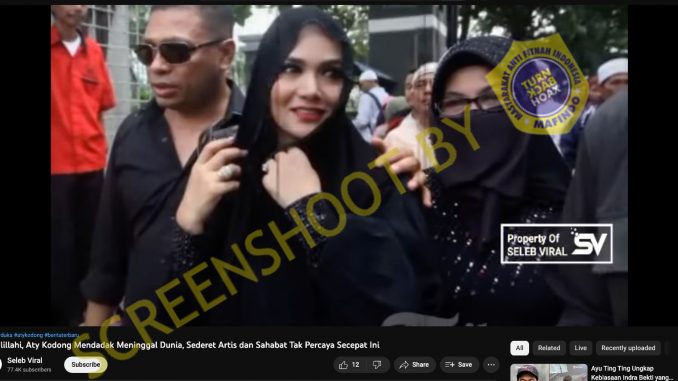 MASYARAKAT ANTI FITNAH INDONESIA
TURN
BACK
HOAX
MAFINDO
SCREENSHOOT BY
Property Of
SELEB VIRAL
SV
#duka #atykodong #beritaterbaru
lillahi, Aty Kodong Mendadak Meninggal Dunia, Sederet Artis dan Sahabat Tak Percaya Secepat Ini
Seleb Viral
77.4K subscribers
Subscribe
12
Share
Save
All
Related
Live
Recently uploaded
Ayu Ting Ting Ungkap
Kebiasaan Indra Bekti yang...